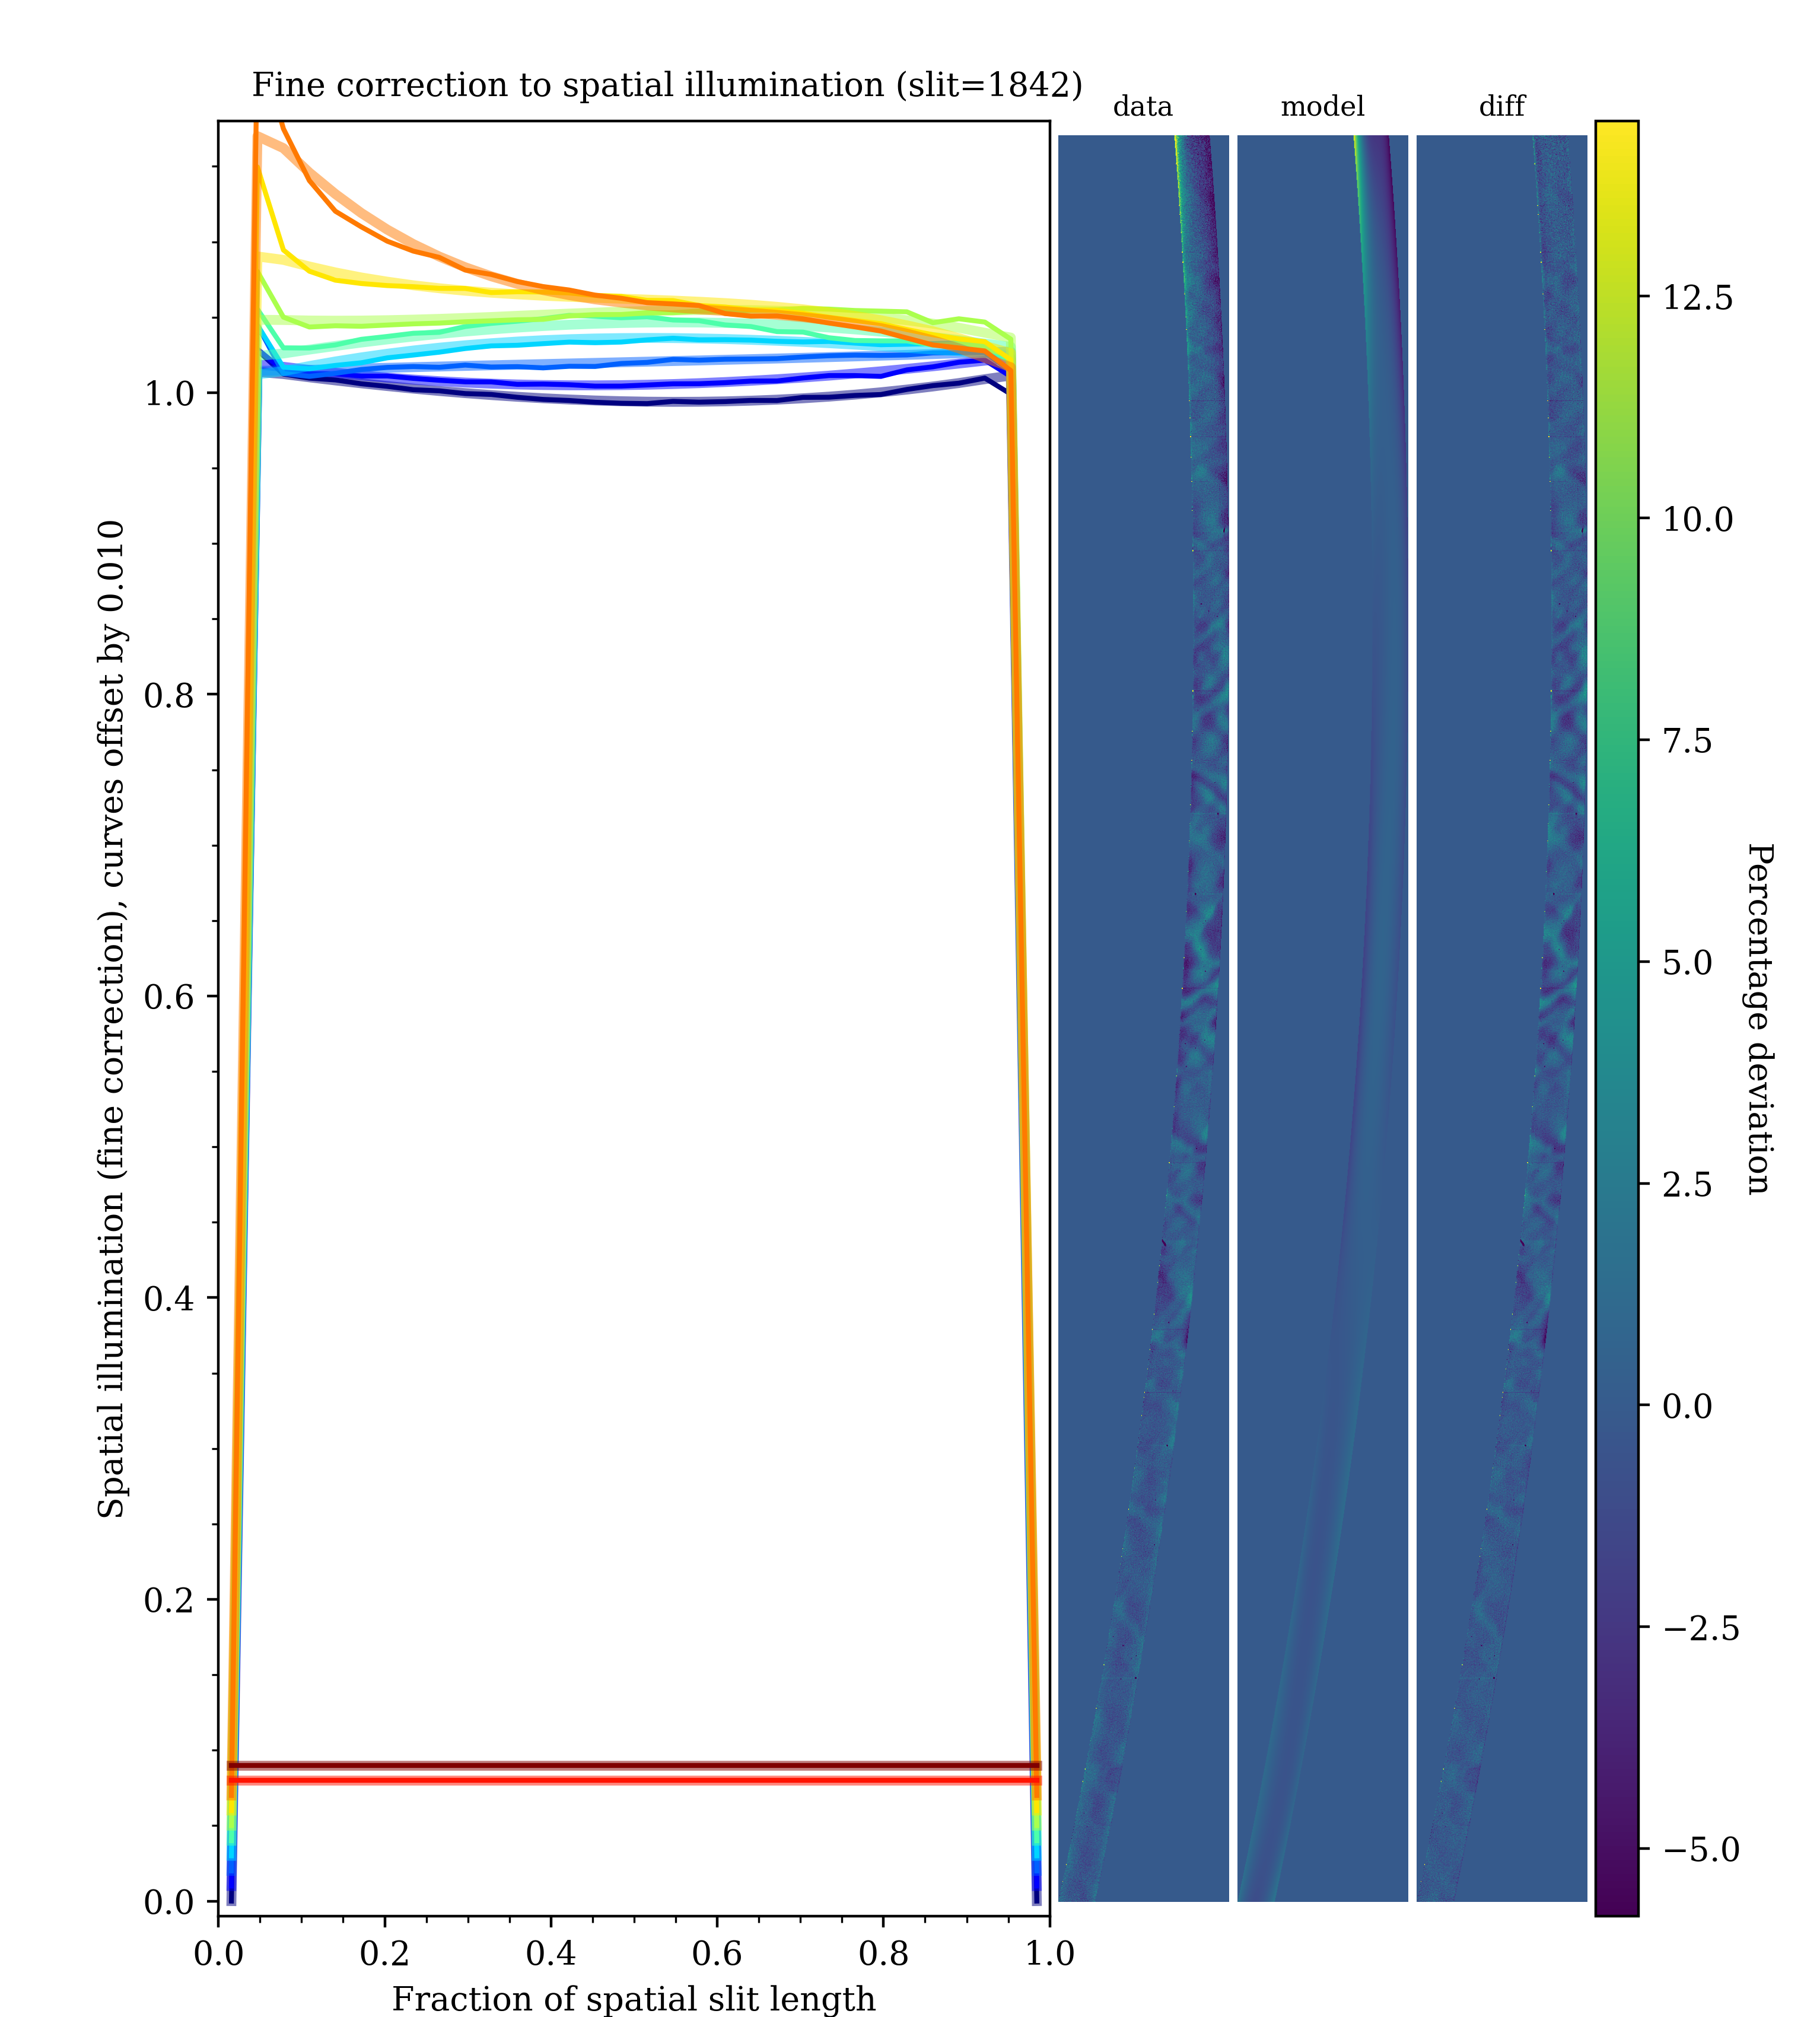 Fine correction to spatial illumination (slit=1842)
data
model
diff
Spatial illumination (fine correction), curves offset by 0.010
1.0
0.8
0.6
0.4
0.2
0.0
0.0
0.2
0.4
0.6
0.8
1.0
Fraction of spatial slit length
12.5
10.0
7.5
5.0
2.5
0.0
−2.5
−5.0
Percentage deviation